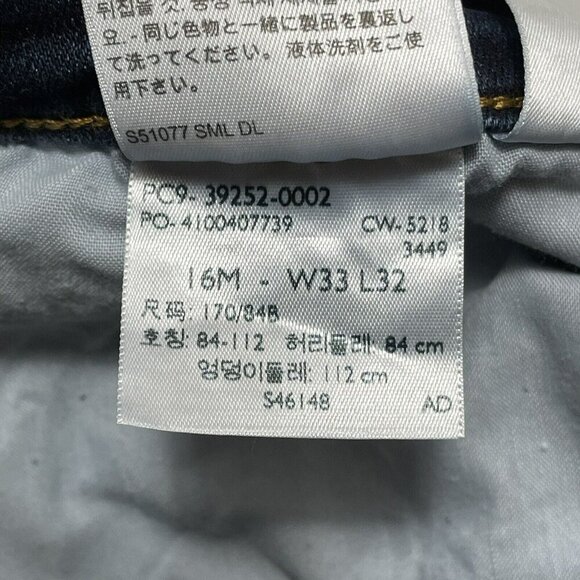 요. - 同じ色物と一緒に製品を裏返し
て洗ってください。液体洗剤をご使
用下さい。
S51077 SML DL
PC9- 39252-0002
PO- 4100407739 CW- 5218
3449
16M - W33 L32
尺码: 170/84B
호칭: 84-112 허리둘레: 84 cm
엉덩이둘레: 112 cm
S46148 AD